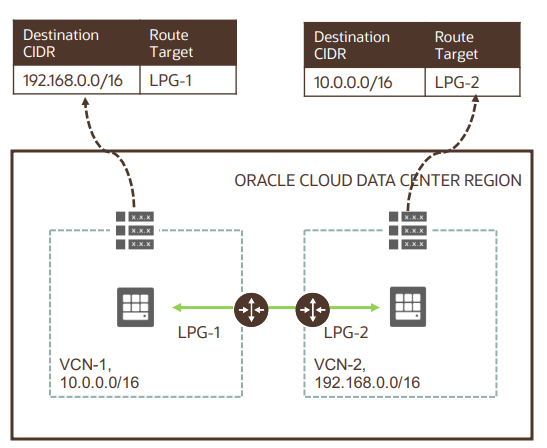 Destination CIDR
Route Target
192.168.0.0/16
LPG-1
Destination CIDR
Route Target
10.0.0.0/16
LPG-2
ORACLE CLOUD DATA CENTER REGION
x.x.x
x.x.x
x.x.x
x.x.x
x.x.x
x.x.x
LPG-1
LPG-2
VCN-1,
10.0.0.0/16
VCN-2,
192.168.0.0/16